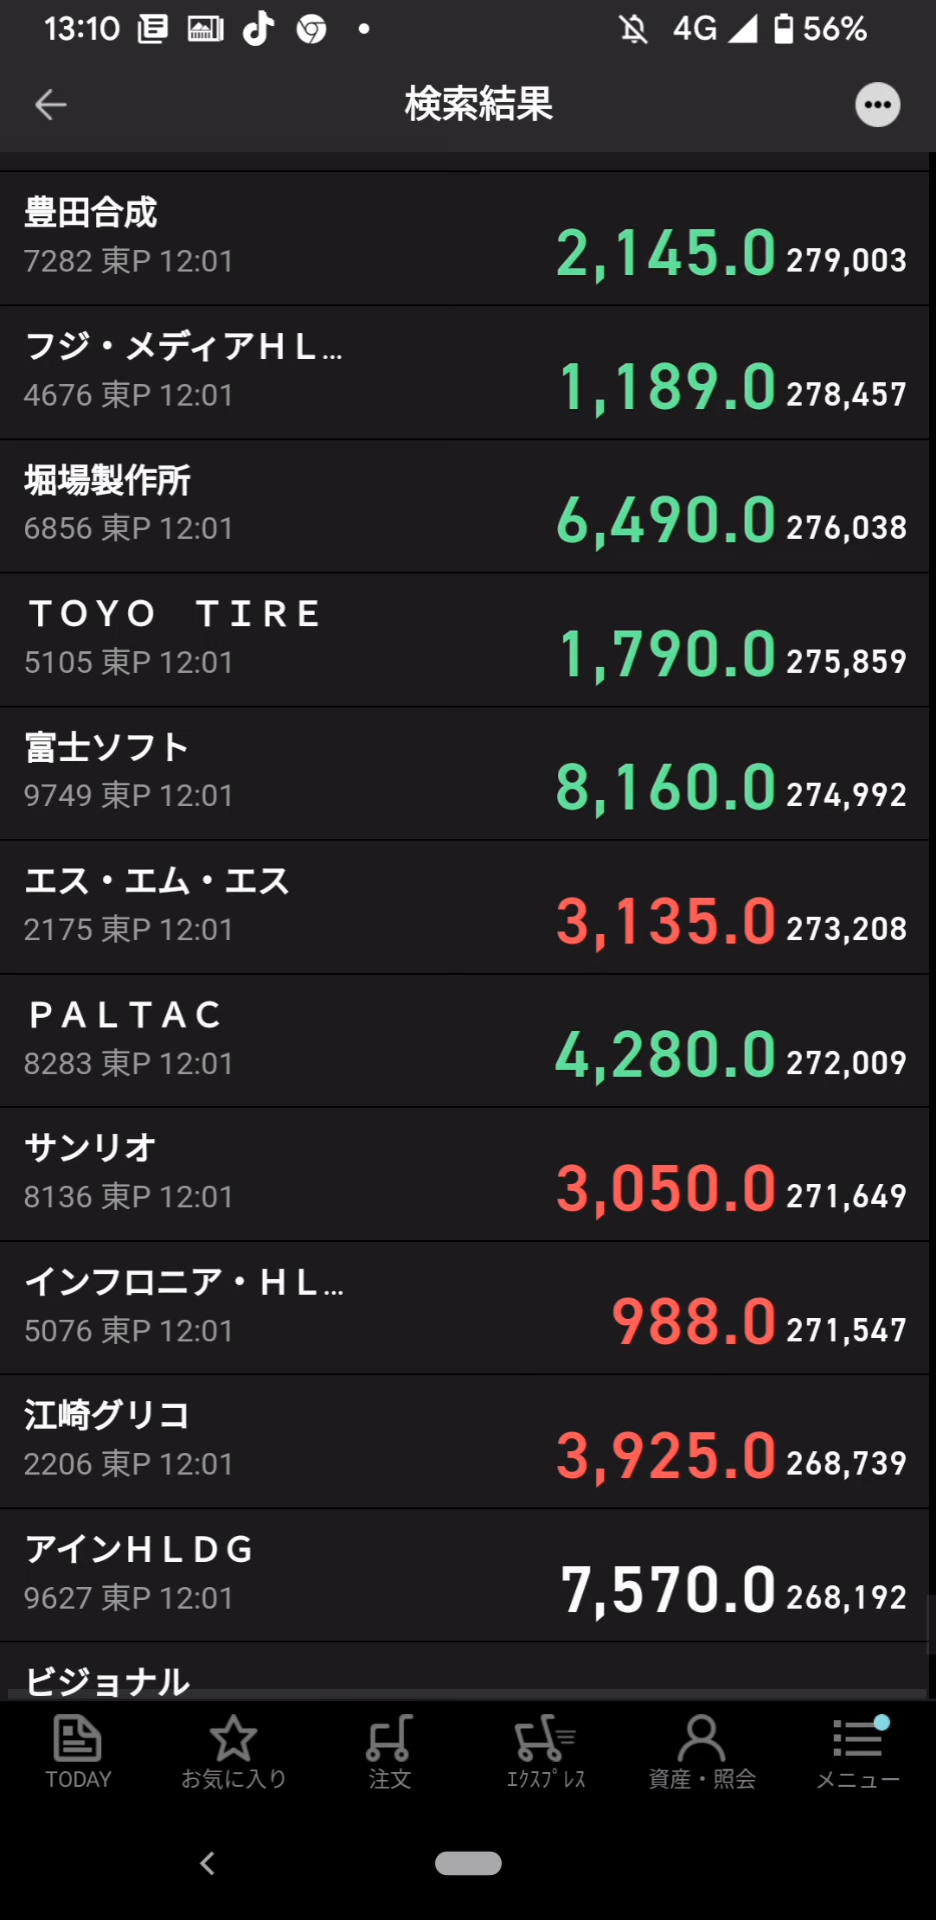 13:10
4G
56%
検索結果
豊田合成
7282 東P 12:01
2,145.0 279,003
フジ・メディアＨＬ...
4676 東P 12:01
1,189.0 278,457
堀場製作所
6856 東P 12:01
6,490.0 276,038
ＴＯＹＯ　ＴＩＲＥ
5105 東P 12:01
1,790.0 275,859
富士ソフト
9749 東P 12:01
8,160.0 274,992
エス・エム・エス
2175 東P 12:01
3,135.0 273,208
ＰＡＬＴＡＣ
8283 東P 12:01
4,280.0 272,009
サンリオ
8136 東P 12:01
3,050.0 271,649
インフロニア・ＨＬ...
5076 東P 12:01
988.0 271,547
江崎グリコ
2206 東P 12:01
3,925.0 268,739
アインＨＬＤＧ
9627 東P 12:01
7,570.0 268,192
ビジョナル
TODAY
お気に入り
注文
ｴｸｽﾌﾟﾚｽ
資産・照会
メニュー